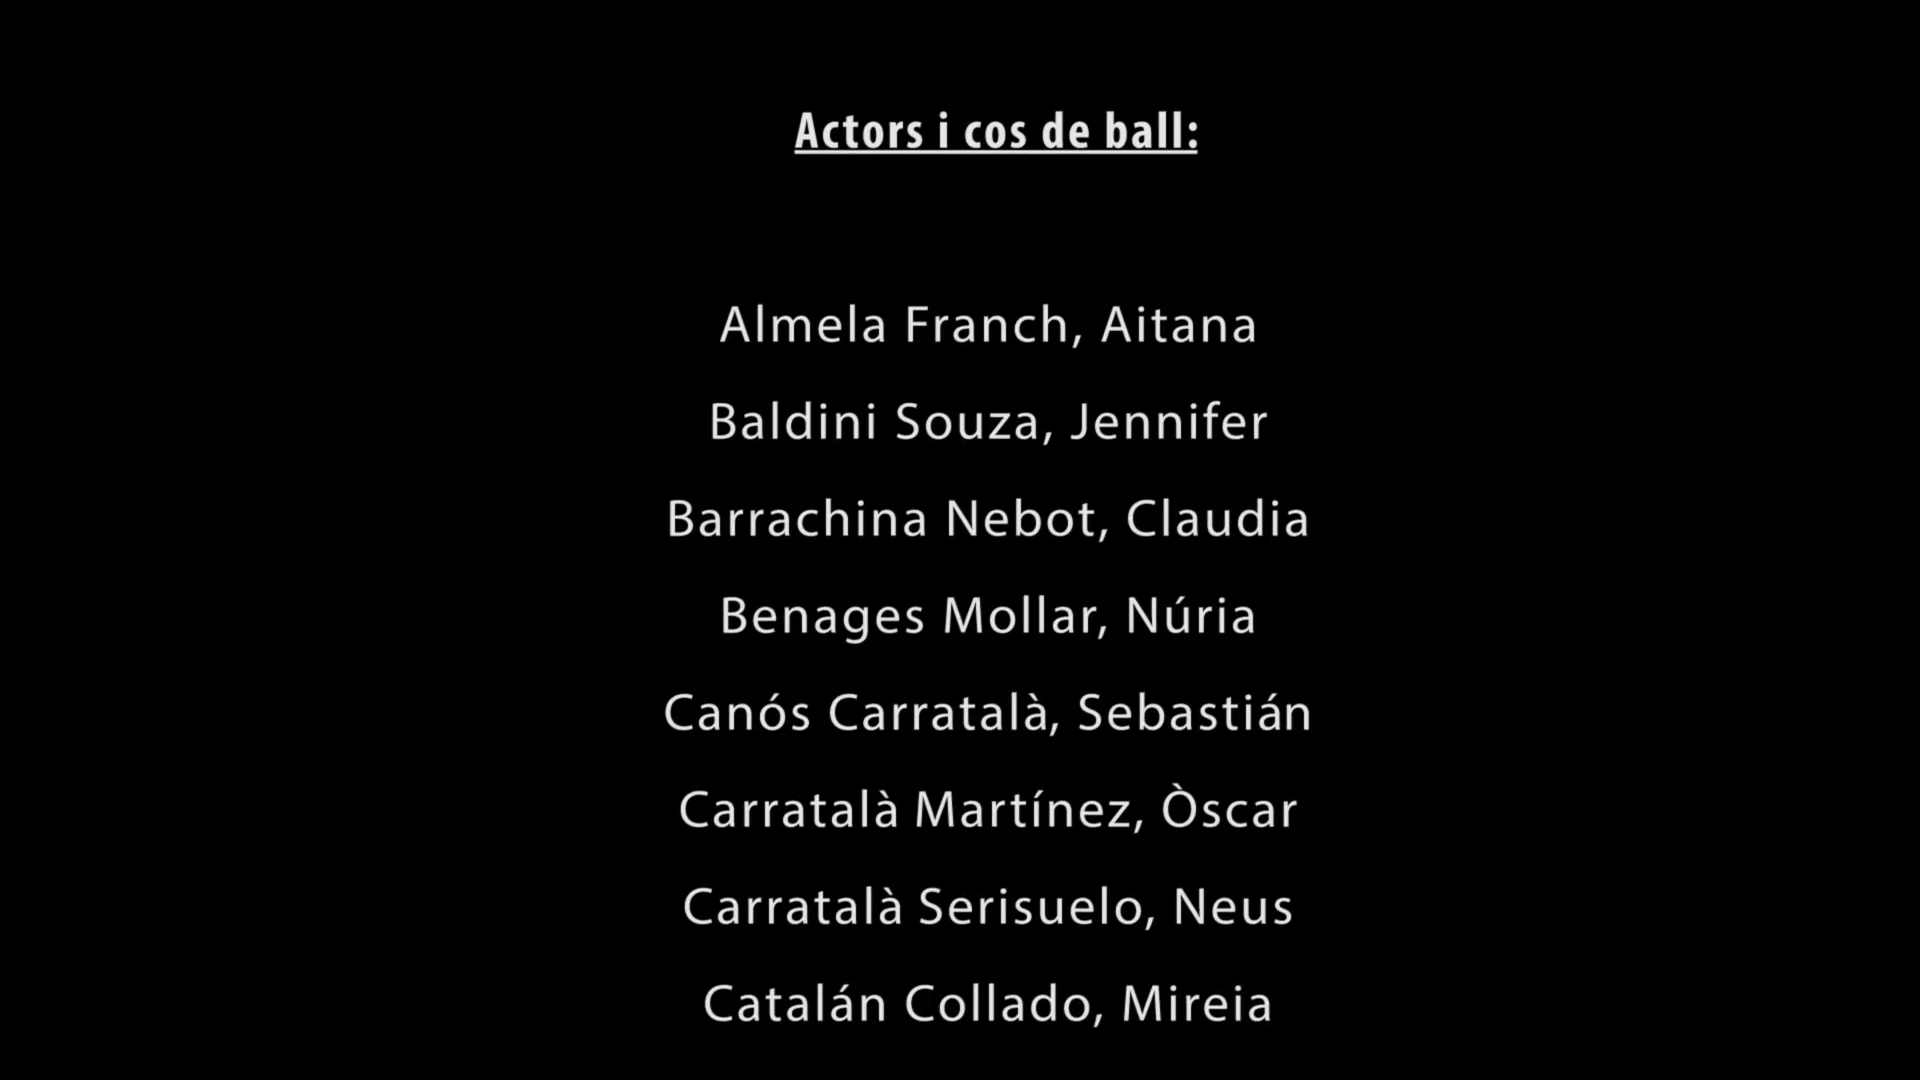 Actors i cos de ball:
Almela Franch, Aitana
Baldini Souza, Jennifer
Barrachina Nebot, Claudia
Benages Mollar, Núria
Canós Carratalà, Sebastián
Carratalà Martínez, Òscar
Carratalà Serisuelo, Neus
Catalán Collado, Mireia